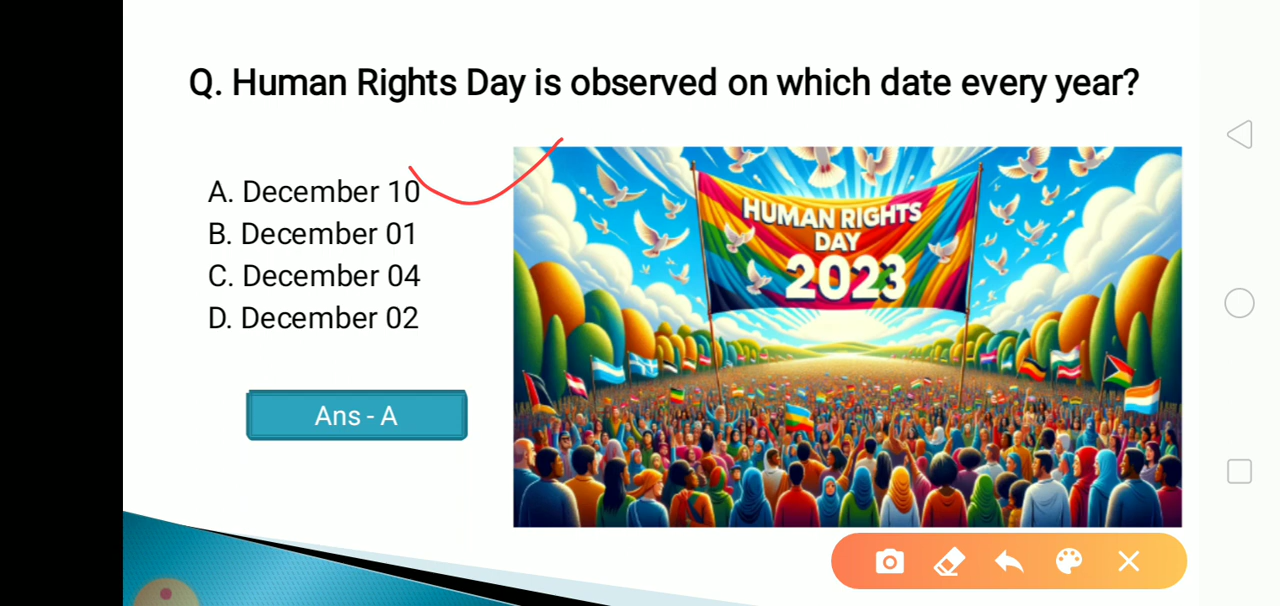 Q. Human Rights Day is observed on which date every year?
A. December 10
B. December 01
C. December 04
D. December 02
Ans - A
HUMAN RIGHTS
DAY
2023